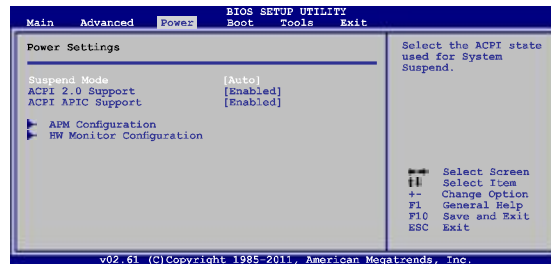 BIOS SETUP UTILITY
Main Advanced Power Boot Tools Exit
Power Settings
Suspend Mode [Auto]
ACPI 2.0 Support [Enabled]
ACPI APIC Support [Enabled]
APM Configuration
HW Monitor Configuration
Select the ACPI state
used for System
Suspend.
Select Screen
Select Item
+- Change Option
F1 General Help
F10 Save and Exit
ESC Exit
v02.61 (C)Copyright 1985-2011, American Megatrends, Inc.